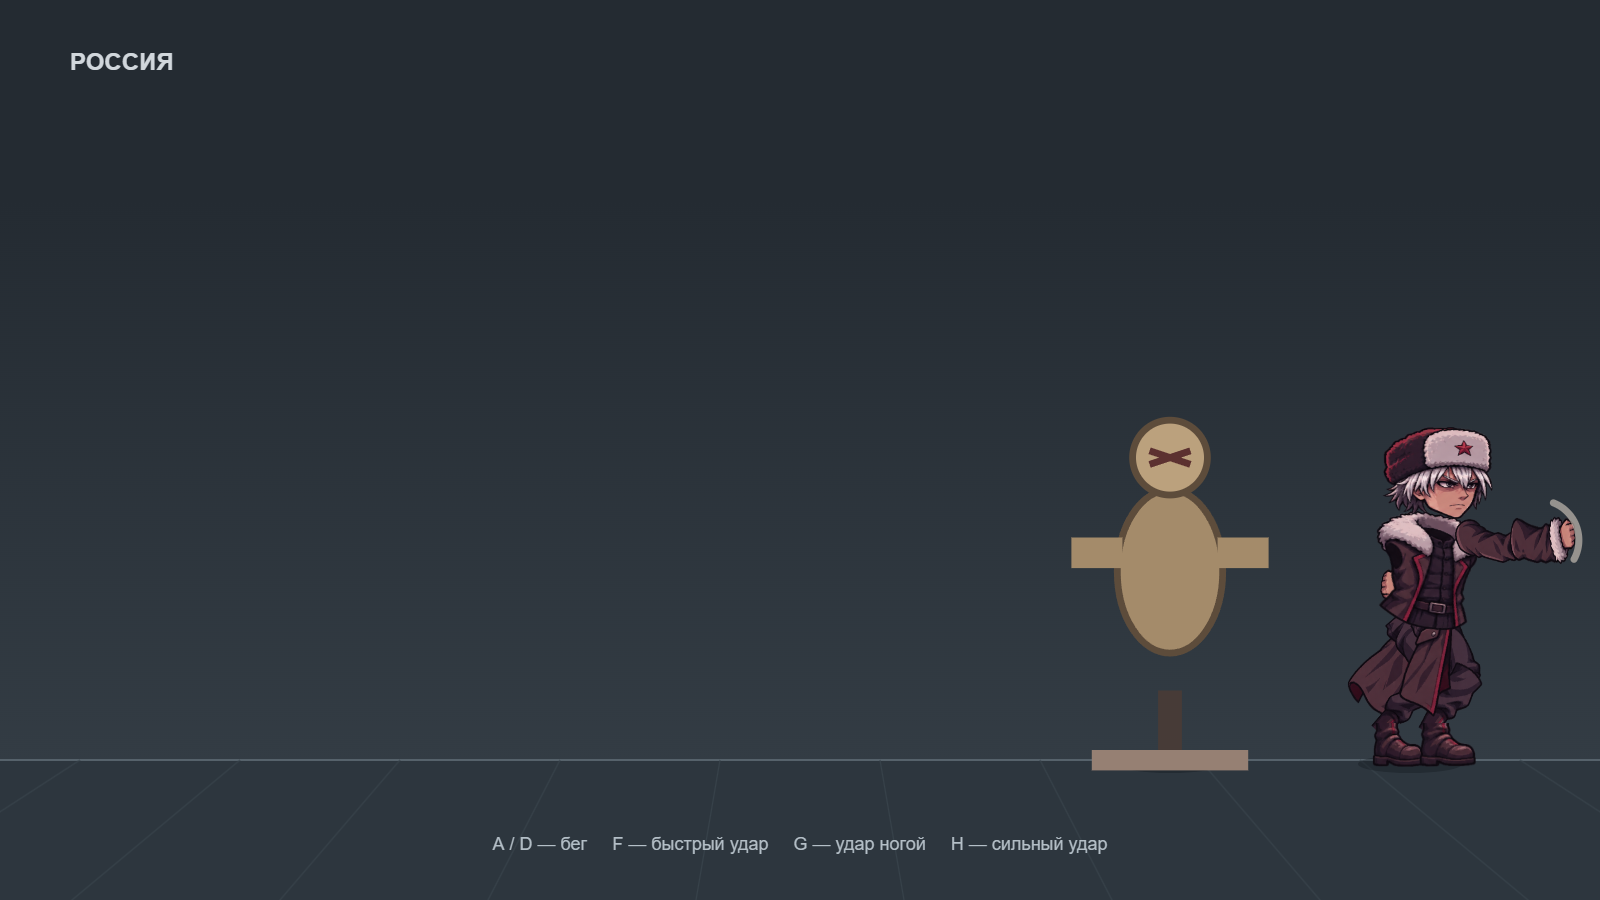 РОССИЯ
A / D — бег F — быстрый удар G — удар ногой H — сильный удар